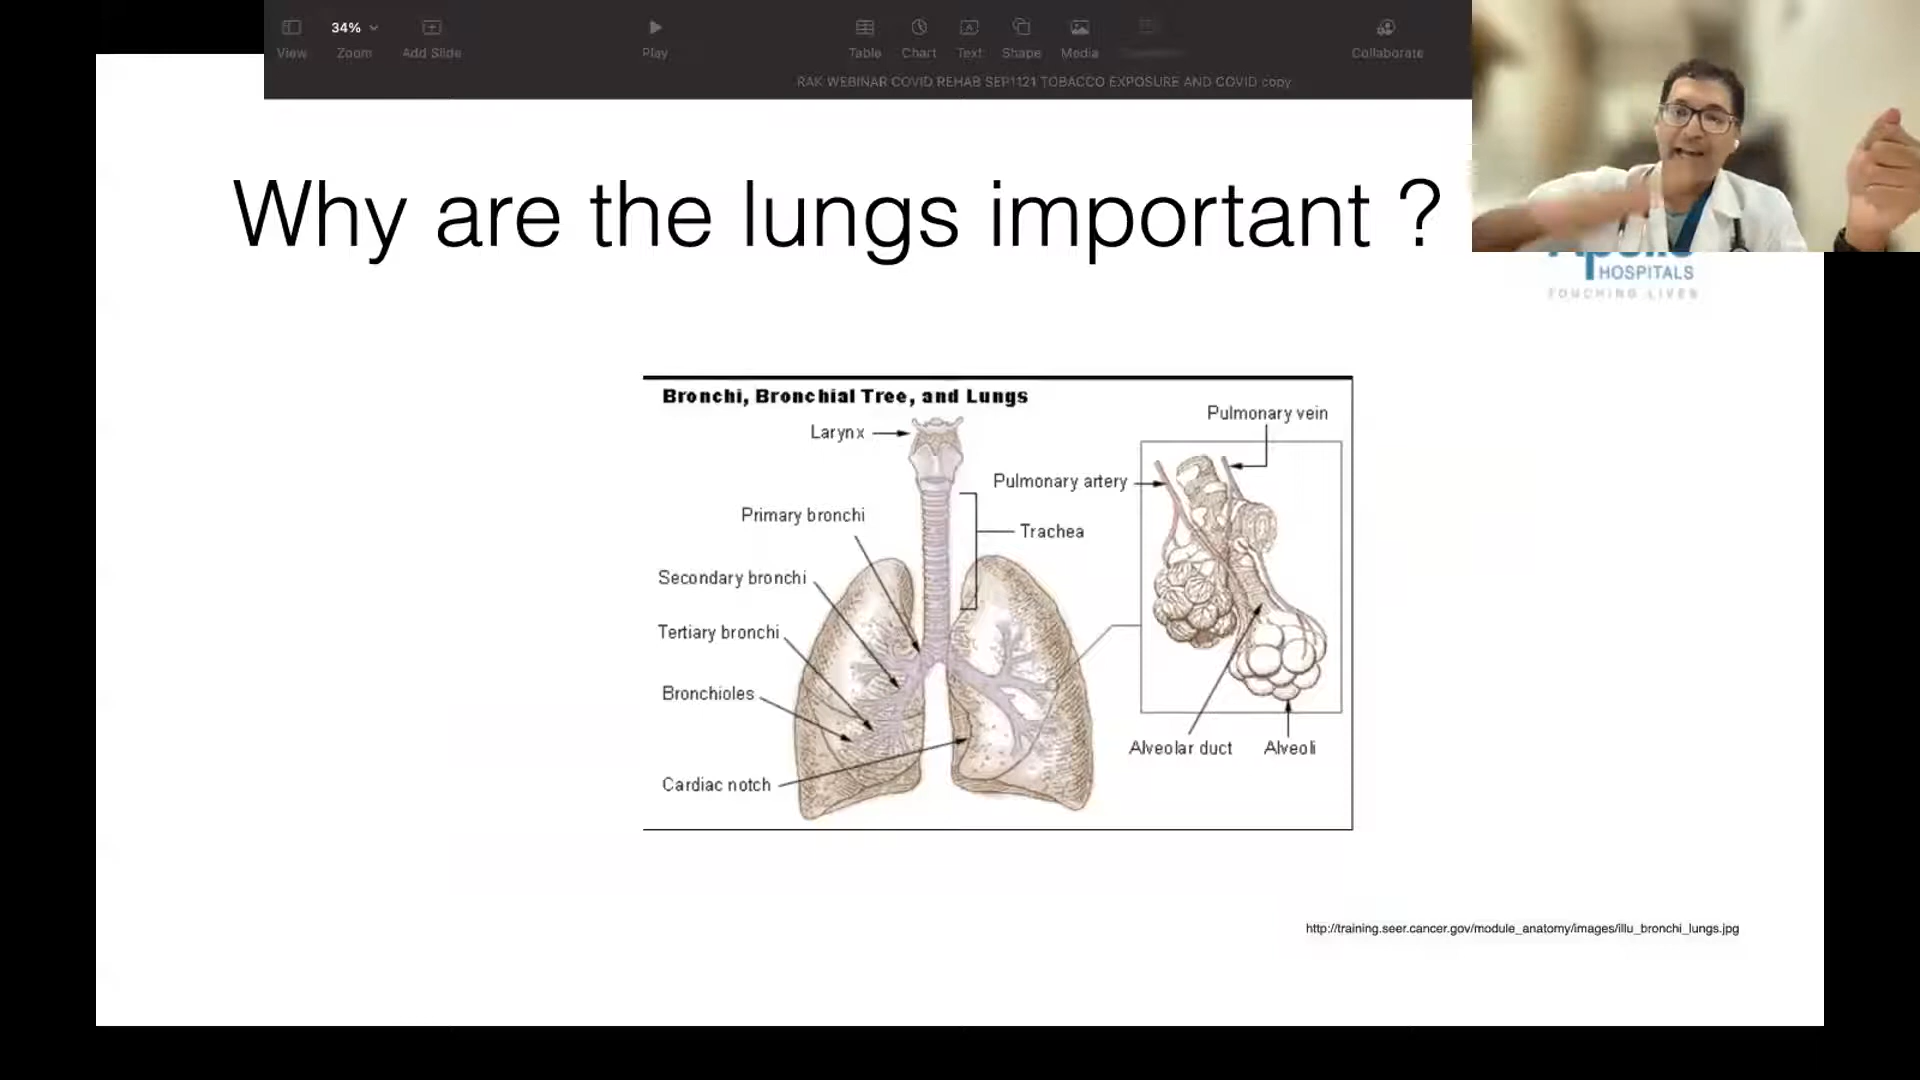 34%
View
Zoom
Add Slide
Play
Table
Chart
Text
Shape
Media
Collaborate
RAK WEBINAR COVID REHAB SEP1121 TOBACCO EXPOSURE AND COVID copy
Why are the lungs important ?
HOSPITALS
TOUCHING LIVES
Bronchi, Bronchial Tree, and Lungs
Larynx
Primary bronchi
Secondary bronchi
Tertiary bronchi
Bronchioles
Cardiac notch
Pulmonary vein
Pulmonary artery
Trachea
Alveolar duct
Alveoli
http://training.seer.cancer.gov/module_anatomy/images/illu_bronchi_lungs.jpg